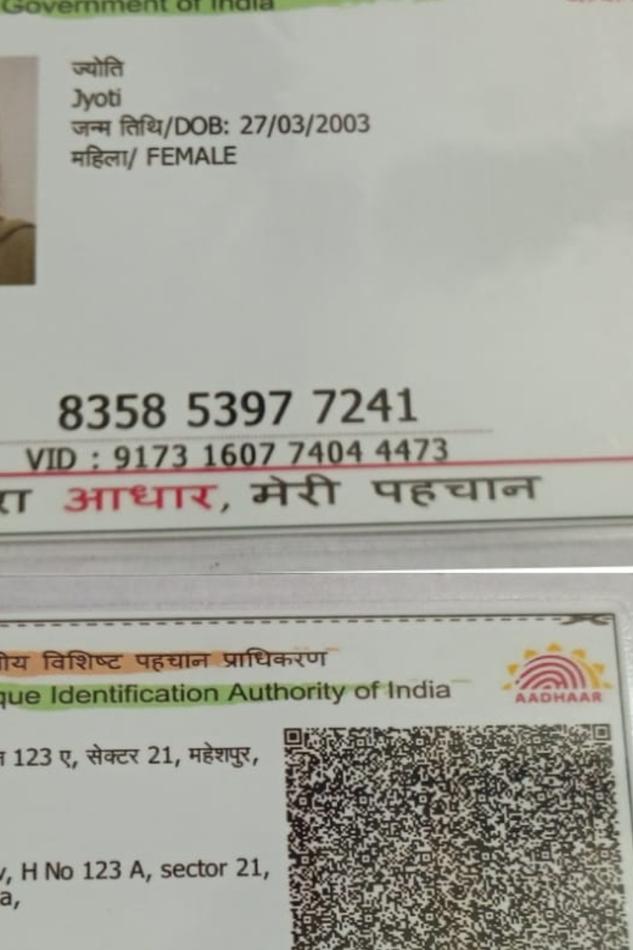 Government of India
ज्योति
Jyoti
जन्म तिथि/DOB: 27/03/2003
महिला/ FEMALE
8358 5397 7241
VID : 9173 1607 7404 4473
आधार, मेरी पहचान
विशिष्ट पहचान प्राधिकरण
Identification Authority of India
AADHAAR
123 ए, सेक्टर 21, महेशपुर,
H No 123 A, sector 21,